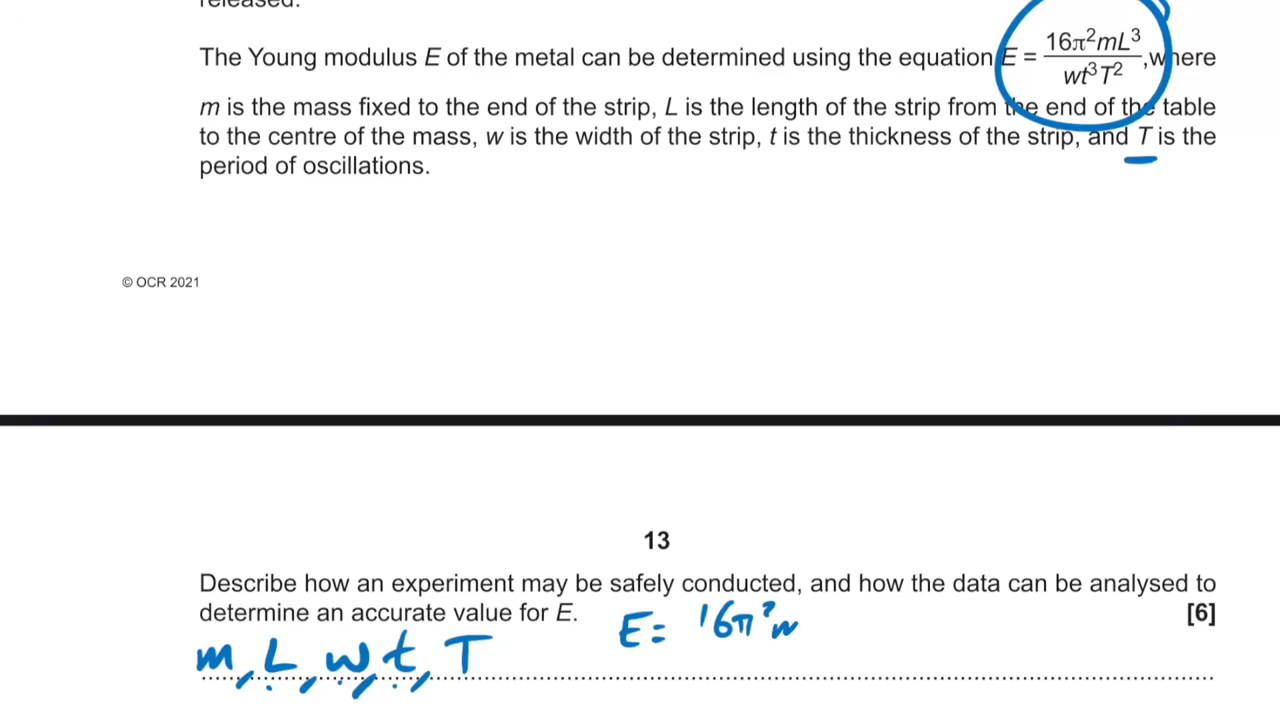 released.
The Young modulus E of the metal can be determined using the equation E = 16π²mL³ / wt³T² ,where
m is the mass fixed to the end of the strip, L is the length of the strip from the end of the table
to the centre of the mass, w is the width of the strip, t is the thickness of the strip, and T is the
period of oscillations.
© OCR 2021
13
Describe how an experiment may be safely conducted, and how the data can be analysed to
determine an accurate value for E. [6]
E = 16π² m
m, L, w, t, T